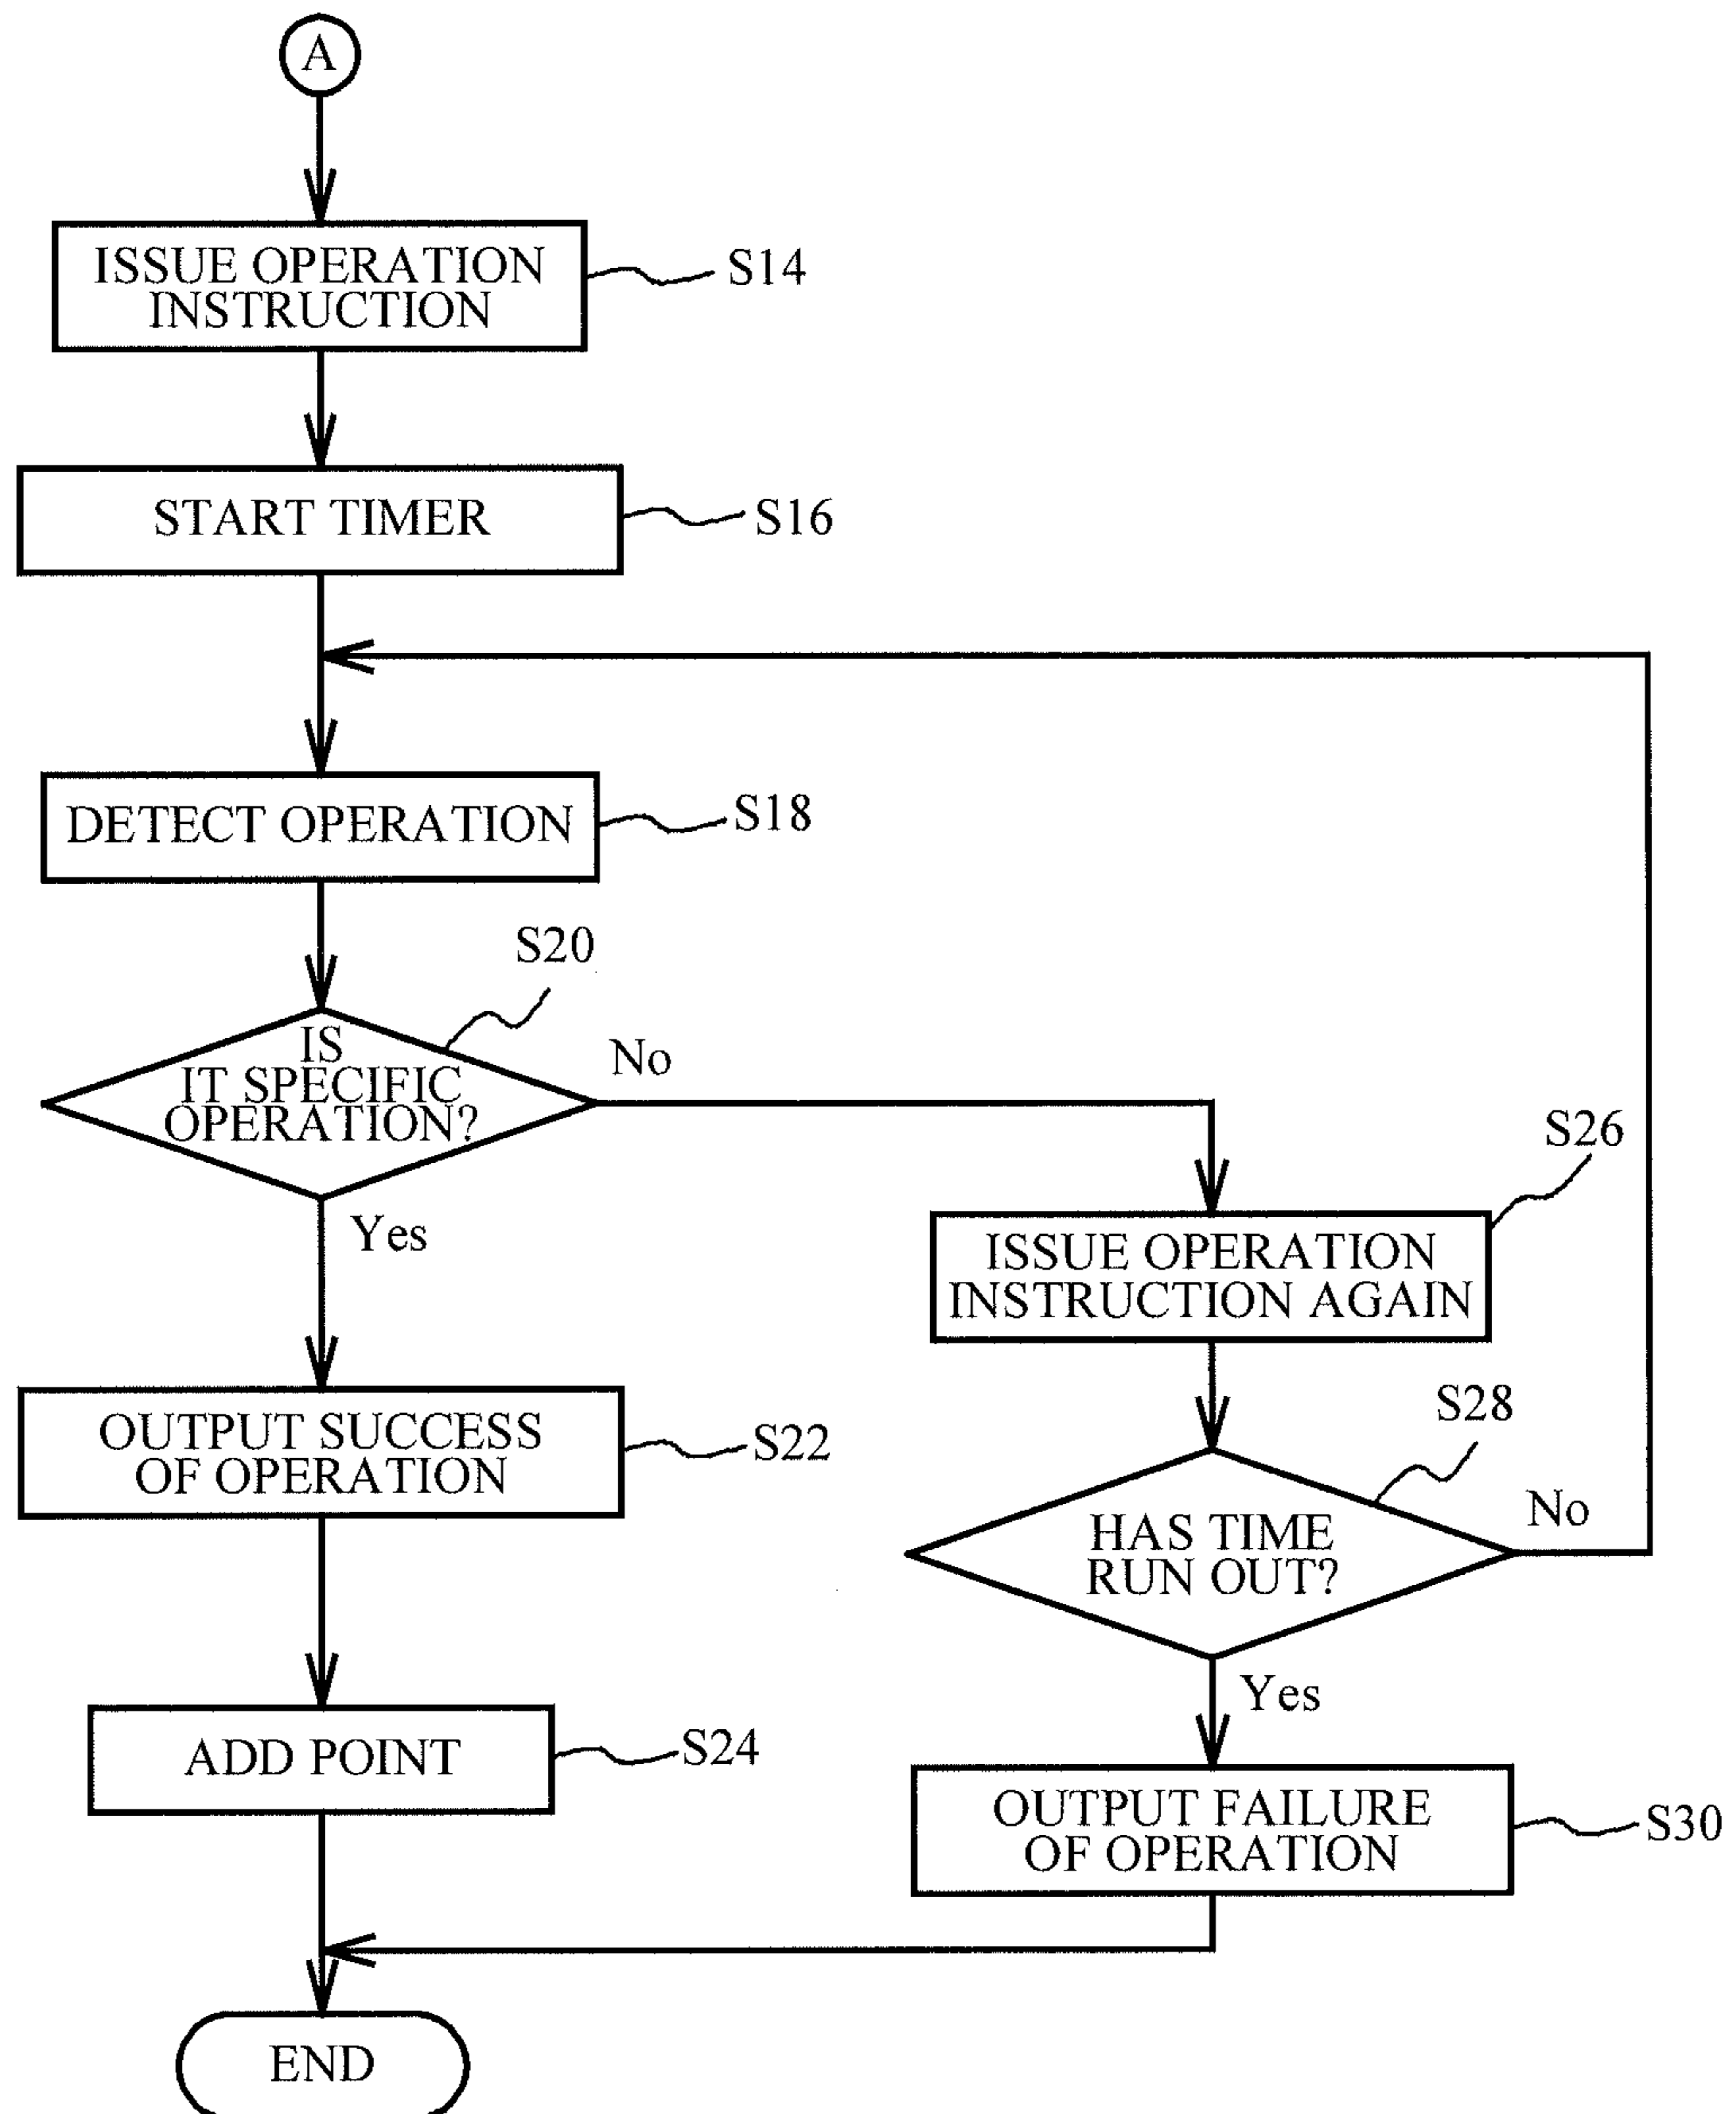 A
ISSUE OPERATION
INSTRUCTION
S14
START TIMER
S16
DETECT OPERATION
S18
S20
IS
IT SPECIFIC
OPERATION?
No
Yes
S26
ISSUE OPERATION
INSTRUCTION AGAIN
OUTPUT SUCCESS
OF OPERATION
S22
S28
HAS TIME
RUN OUT?
No
Yes
ADD POINT
S24
OUTPUT FAILURE
OF OPERATION
S30
END